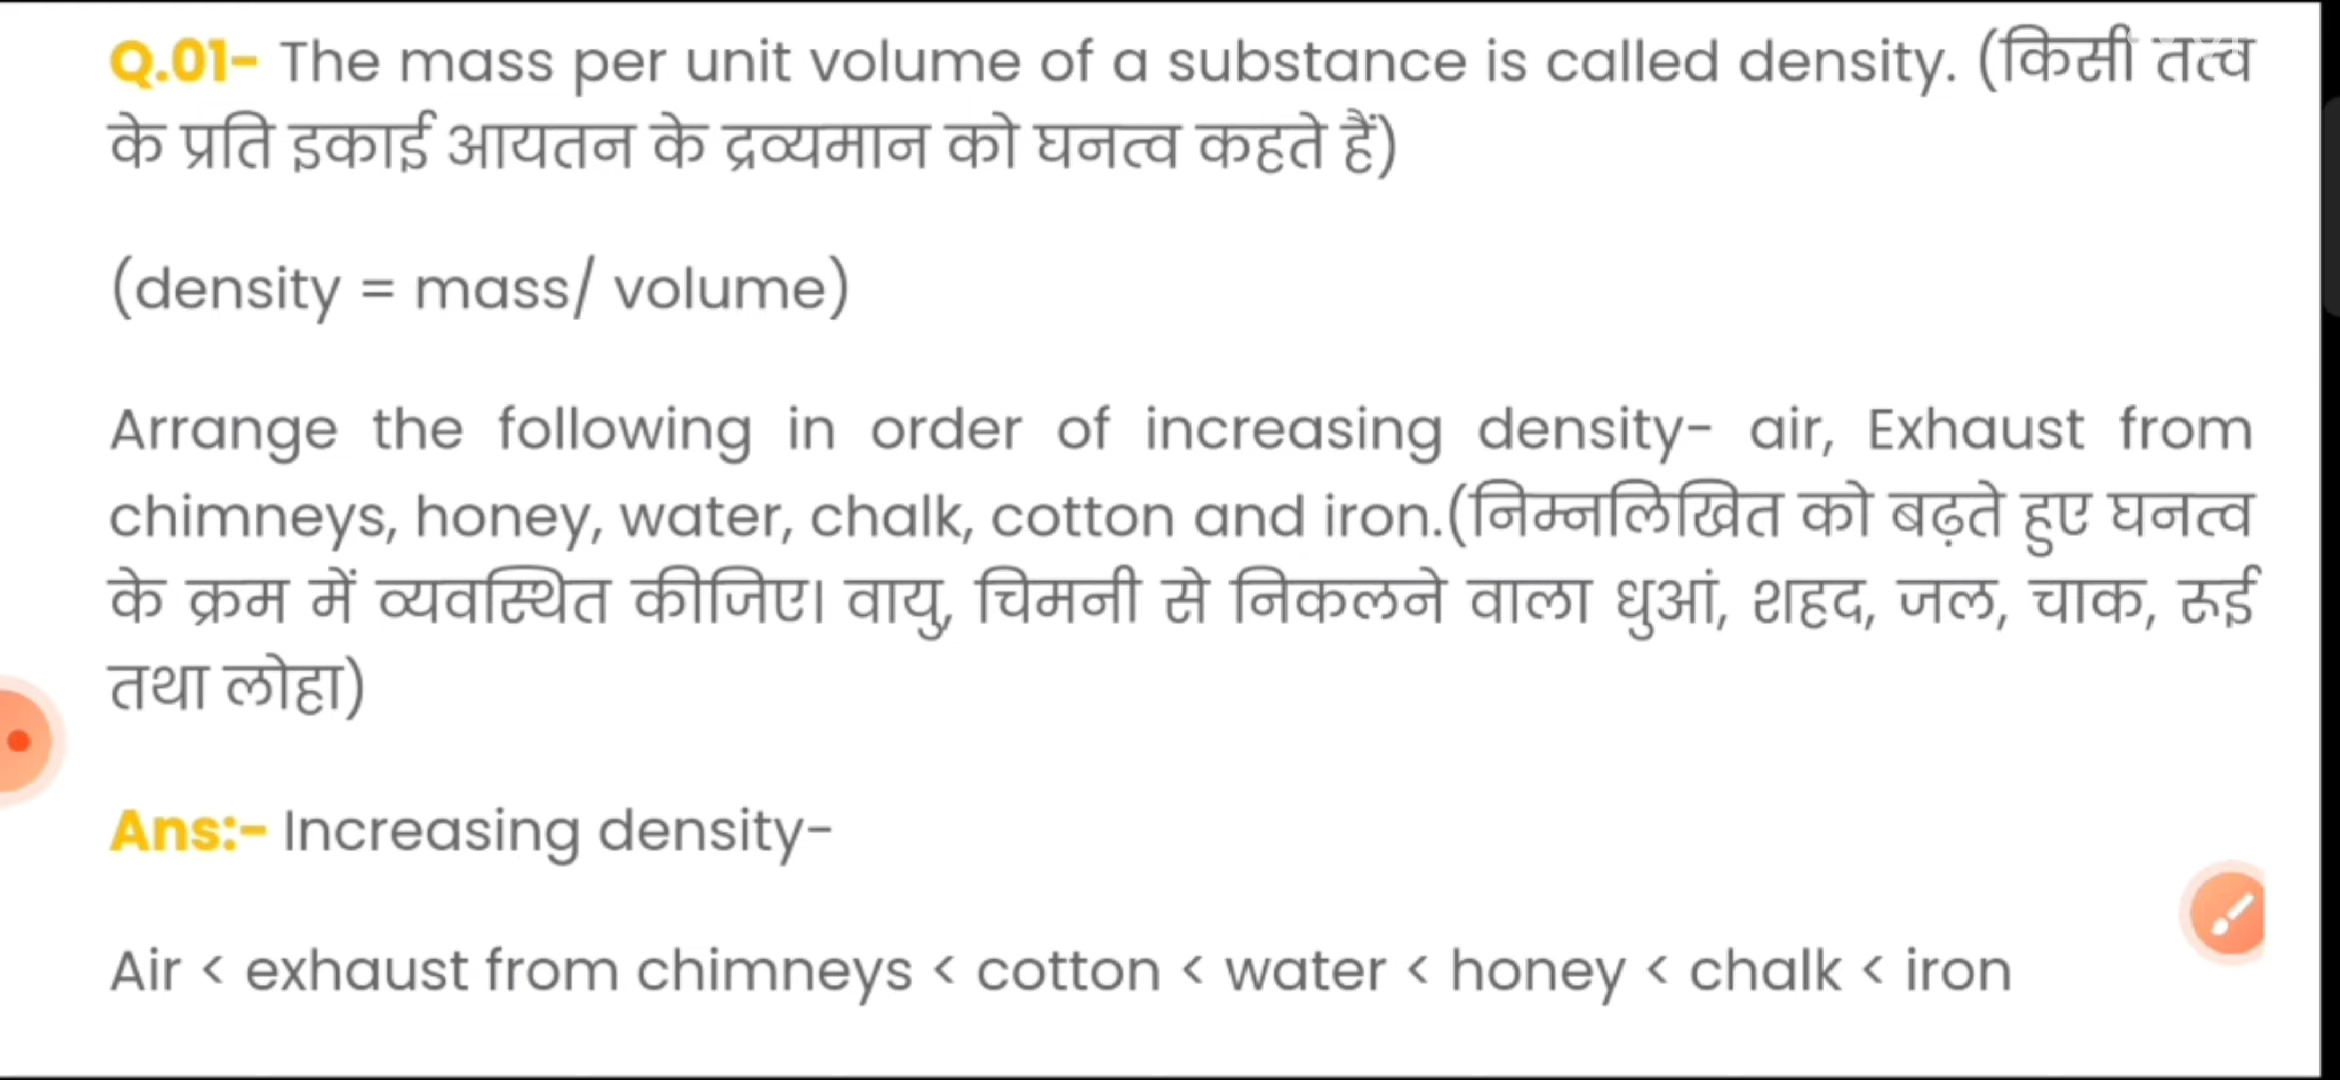 Q.01- The mass per unit volume of a substance is called density. (किसी तत्व
के प्रति इकाई आयतन के द्रव्यमान को घनत्व कहते हैं)
(density = mass/ volume)
Arrange the following in order of increasing density- air, Exhaust from
chimneys, honey, water, chalk, cotton and iron.(निम्नलिखित को बढ़ते हुए घनत्व
के क्रम में व्यवस्थित कीजिए। वायु, चिमनी से निकलने वाला धुआं, शहद, जल, चाक, रूई
तथा लोहा)
Ans:- Increasing density-
Air < exhaust from chimneys < cotton < water < honey < chalk < iron